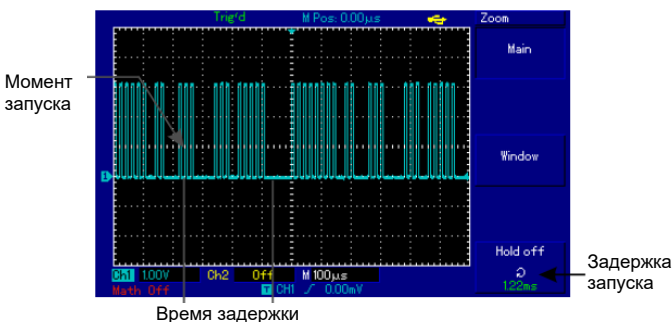 Trig'd M Pos: 0.00μs Zoom
Main
Момент
запуска
Window
1
Hold off
1.22ms
Задержка
запуска
Ch1 1.00V Ch2 Off M 100μs
Math Off T CH1 0.00mV
Время задержки